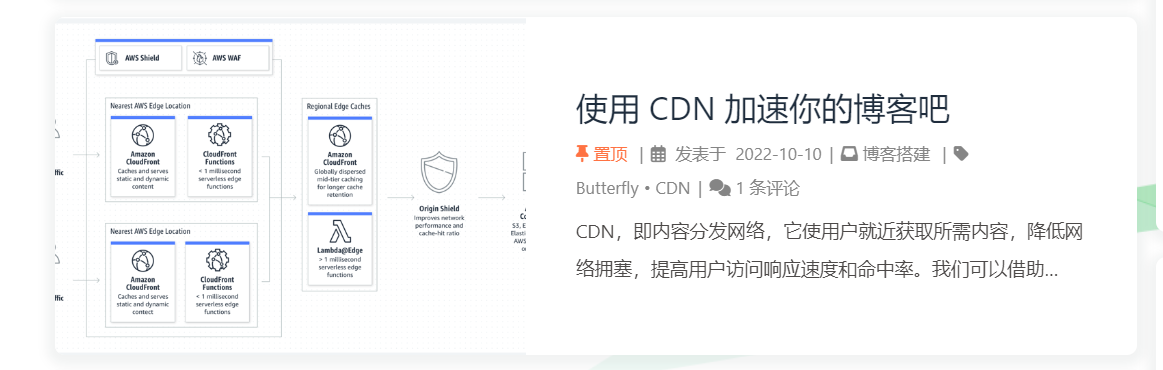 AWS Shield
AWS WAF
Nearest AWS Edge Location
Amazon
CloudFront
Caches and serves
static and dynamic
content
CloudFront
Functions
< 1 millisecond
serverless edge
functions
Nearest AWS Edge Location
Amazon
CloudFront
Caches and serves
static and dynamic
contect
CloudFront
Functions
< 1 millisecond
serverless edge
functions
Regional Edge Caches
Amazon
CloudFront
Globally dispersed
mid-tier caching
for longer cache
retention
Lambda@Edge
> 1 millisecond
serverless edge
functions
Origin Shield
Improves network
performance and
cache-hit ratio
使用 CDN 加速你的博客吧
置顶 | 发表于 2022-10-10 | 博客搭建 |
Butterfly • CDN | 1 条评论
CDN，即内容分发网络，它使用户就近获取所需内容，降低网
络拥塞，提高用户访问响应速度和命中率。我们可以借助...